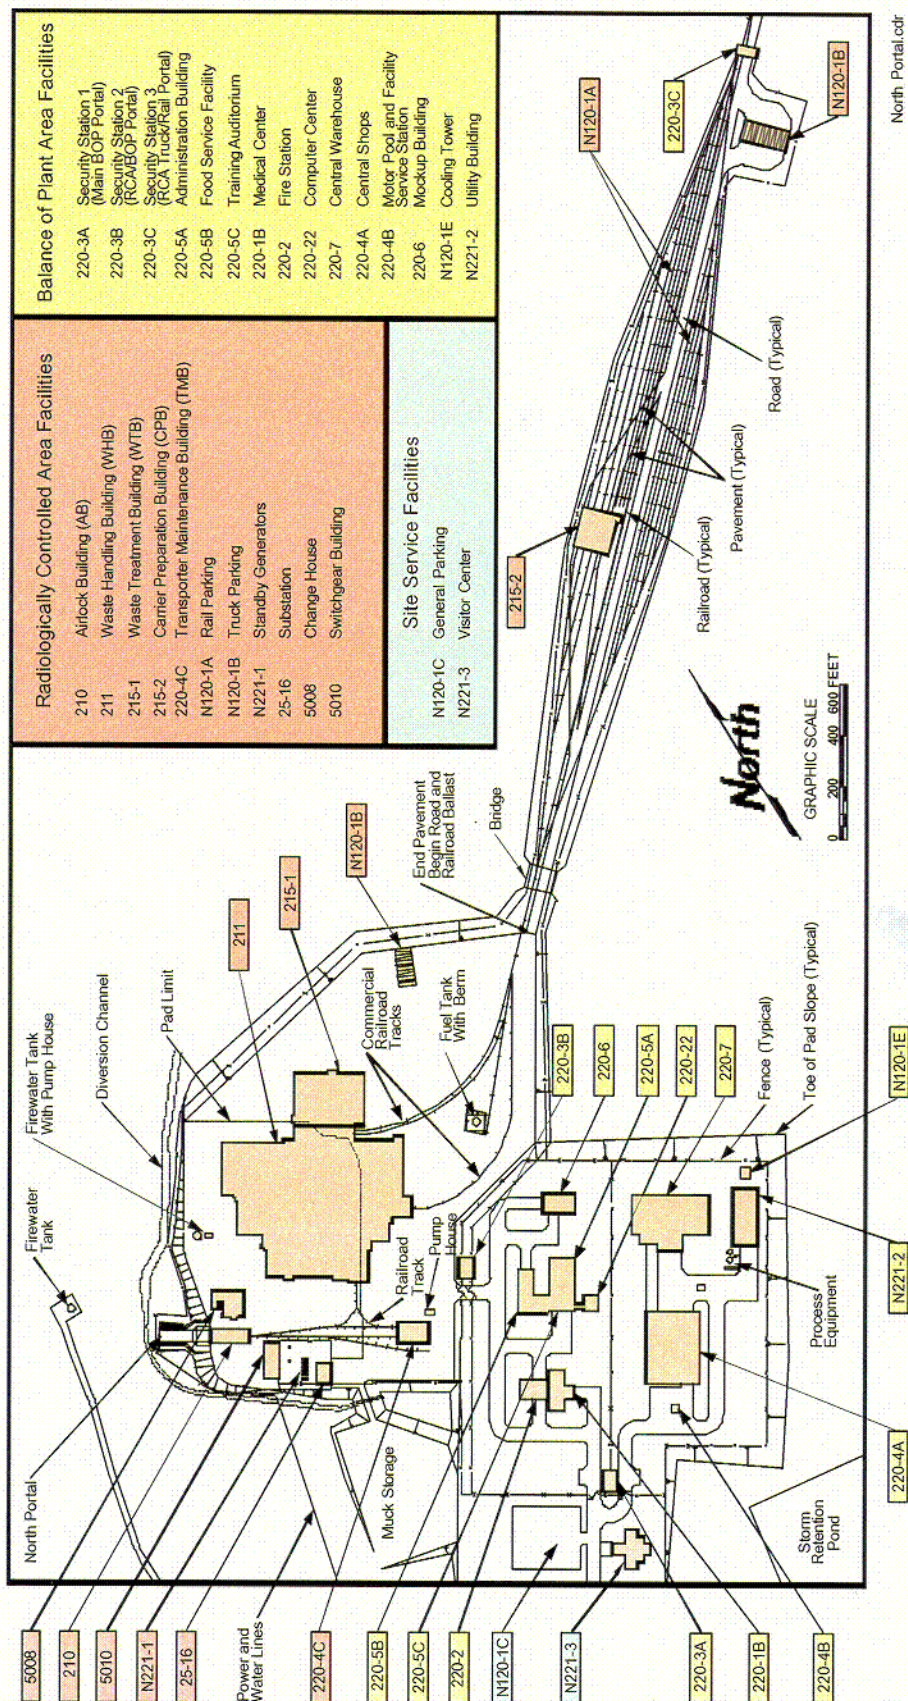 Radiologically Controlled Area Facilities
210 Airlock Building (AB)
211 Waste Handling Building (WHB)
215-1 Waste Treatment Building (WTB)
215-2 Carrier Preparation Building (CPB)
220-4C Transporter Maintenance Building (TMB)
N120-1A Rail Parking
N120-1B Truck Parking
N221-1 Standby Generators
25-16 Substation
5008 Change House
5010 Switchgear Building
Balance of Plant Area Facilities
220-3A Security Station 1
(Main BOP Portal)
220-3B Security Station 2
(RCA/BOP Portal)
220-3C Security Station 3
(RCA Truck/Rail Portal)
220-5A Administration Building
220-5B Food Service Facility
220-5C Training Auditorium
220-1B Medical Center
220-2 Fire Station
220-22 Computer Center
220-7 Central Warehouse
220-4A Central Shops
220-4B Motor Pool and Facility
Service Station
220-6 Mockup Building
N120-1E Cooling Tower
N221-2 Utility Building
Site Service Facilities
N120-1C General Parking
N221-3 Visitor Center
Firewater
Tank
Firewater Tank
With Pump House
Diversion Channel
Pad Limit
211
215-1
N120-1B
North Portal
Commercial
Railroad
Tracks
Fuel Tank
With Berm
End Pavement
Begin Road and
Railroad Ballast
Bridge
Railroad
Track
Pump
House
Muck Storage
220-3B
220-6
220-5A
220-22
220-7
Fence (Typical)
Toe of Pad Slope (Typical)
N120-1E
N221-2
Process
Equipment
220-4A
Storm
Retention
Pond
5008
210
5010
N221-1
25-16
Power and
Water Lines
220-4C
220-5B
220-5C
220-2
N120-1C
N221-3
220-3A
220-1B
220-4B
215-2
N120-1A
220-3C
N120-1B
Railroad (Typical)
Pavement (Typical)
Road (Typical)
North
GRAPHIC SCALE
0 200 400 600 FEET
North Portal.cdr